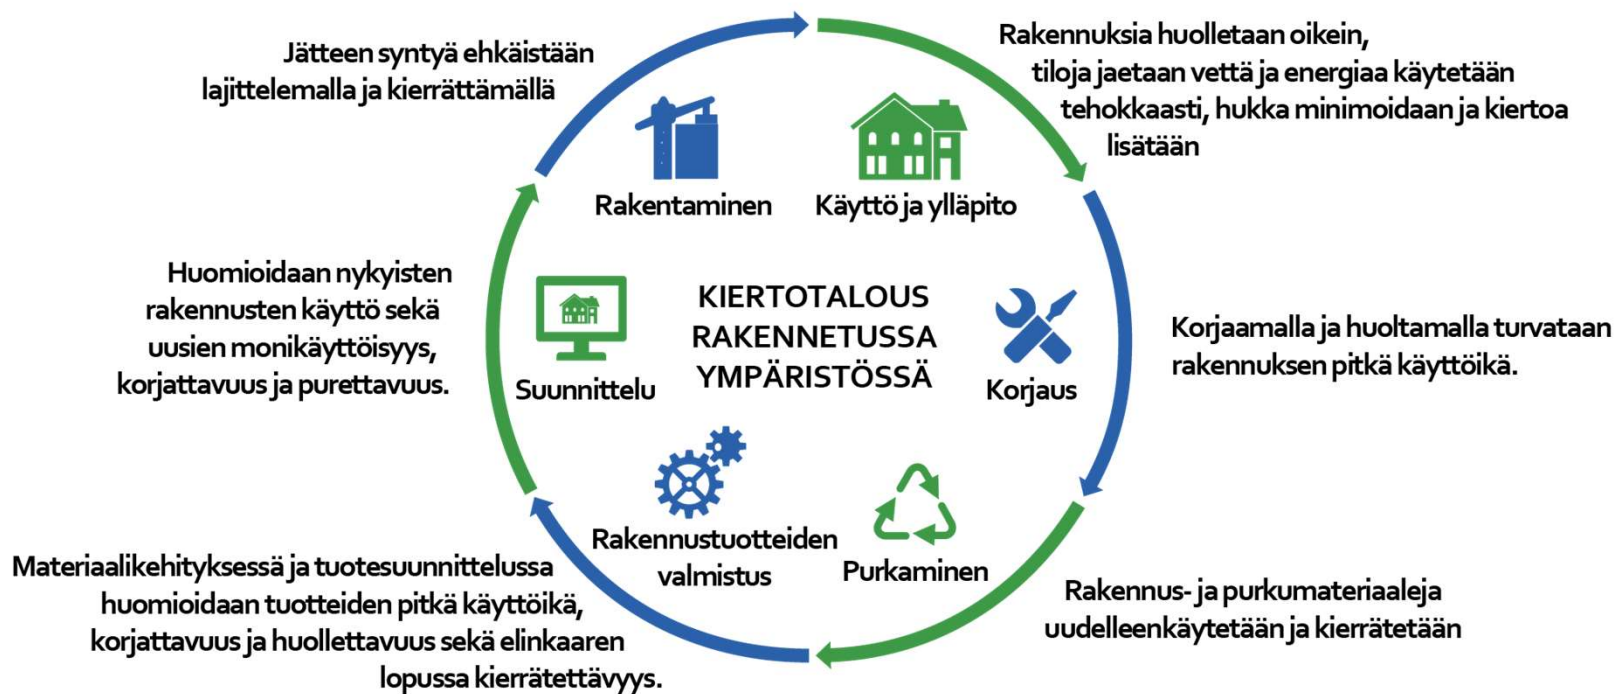 Jätteen syntyä ehkäistään
lajittelemalla ja kierrättämällä
Rakennuksia huolletaan oikein,
tiloja jaetaan vettä ja energiaa käytetään
tehokkaasti, hukka minimoidaan ja kiertoa
lisätään
Rakentaminen
Käyttö ja ylläpito
Huomioidaan nykyisten
rakennusten käyttö sekä
uusien monikäyttöisyys,
korjattavuus ja purettavuus.
Suunnittelu
KIERTOTALOUS
RAKENNETUSSA
YMPÄRISTÖSSÄ
Korjaus
Korjaamalla ja huoltamalla turvataan
rakennuksen pitkä käyttöikä.
Rakennustuotteiden
valmistus
Purkaminen
Materiaalikehityksessä ja tuotesuunnittelussa
huomioidaan tuotteiden pitkä käyttöikä,
korjattavuus ja huollettavuus sekä elinkaaren
lopussa kierrätettävyys.
Rakennus- ja purkumateriaaleja
uudelleenkäytetään ja kierrätetään